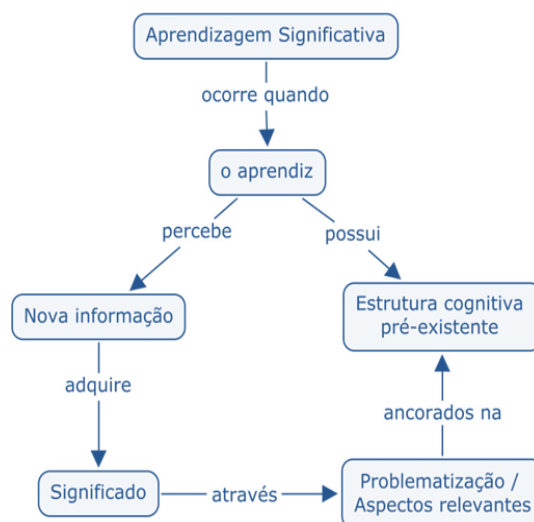 Aprendizagem Significativa
ocorre quando
o aprendiz
percebe
possui
Nova informação
Estrutura cognitiva
pré-existente
adquire
ancorados na
Significado
através
Problematização /
Aspectos relevantes